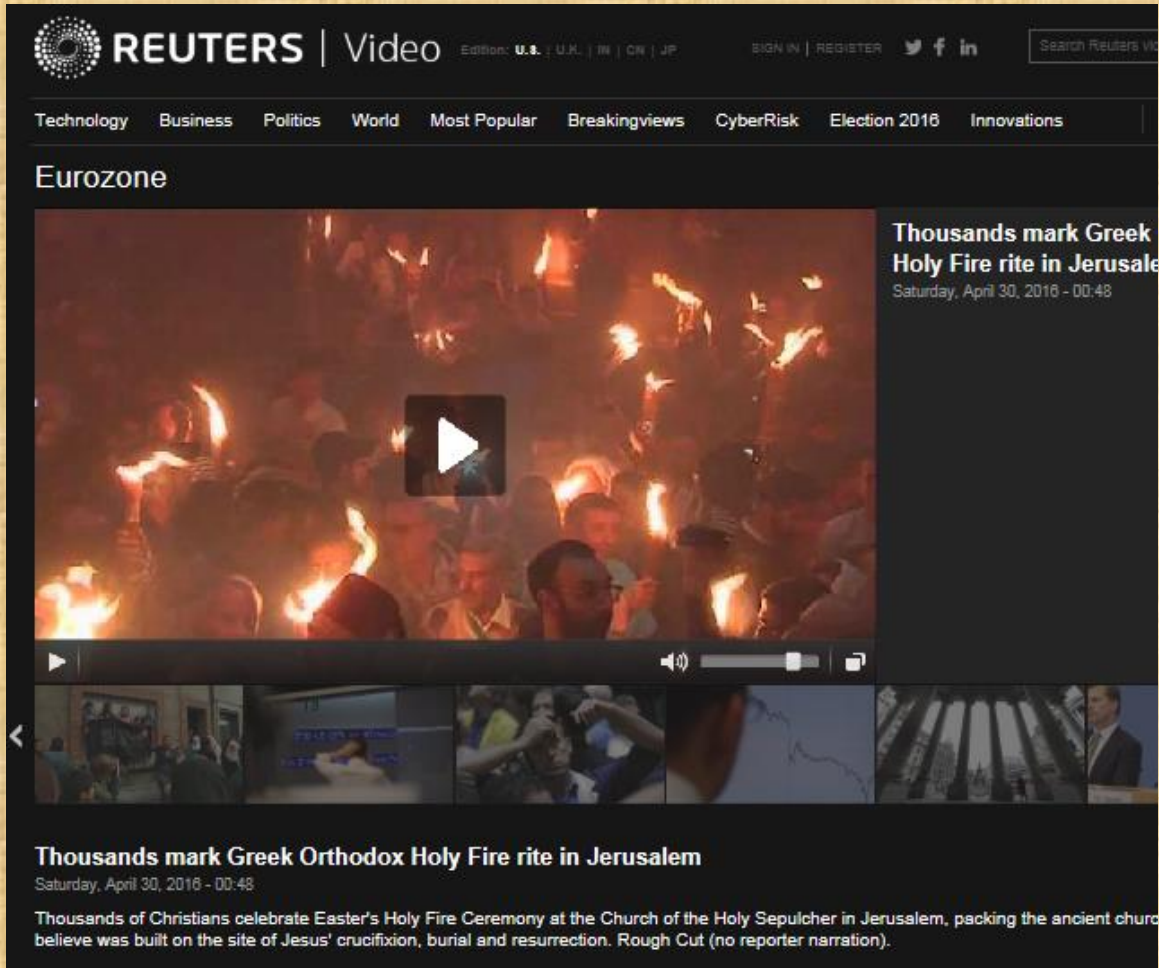 REUTERS | Video Edition: U.S. | U.K. | IN | CN | JP SIGN IN | REGISTER Search Reuters
Technology Business Politics World Most Popular Breakingviews CyberRisk Election 2016 Innovations
Eurozone
Thousands mark Greek
Holy Fire rite in Jerusale
Saturday, April 30, 2016 - 00:48
Thousands mark Greek Orthodox Holy Fire rite in Jerusalem
Saturday, April 30, 2016 - 00:48
Thousands of Christians celebrate Easter's Holy Fire Ceremony at the Church of the Holy Sepulcher in Jerusalem, packing the ancient churc
believe was built on the site of Jesus' crucifixion, burial and resurrection. Rough Cut (no reporter narration).